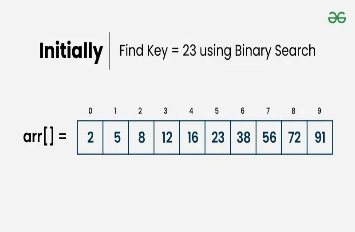 Initially
Find Key = 23 using Binary Search
0 1 2 3 4 5 6 7 8 9
arr[] = 2 5 8 12 16 23 38 56 72 91